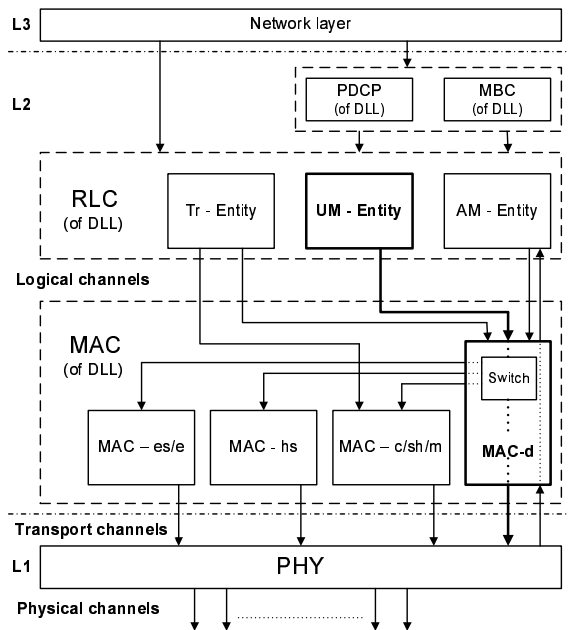 L3
Network layer
L2
PDCP
(of DLL)
MBC
(of DLL)
RLC
(of DLL)
Tr - Entity
UM - Entity
AM - Entity
Logical channels
MAC
(of DLL)
Switch
MAC – es/e
MAC - hs
MAC – c/sh/m
MAC-d
Transport channels
L1
PHY
Physical channels